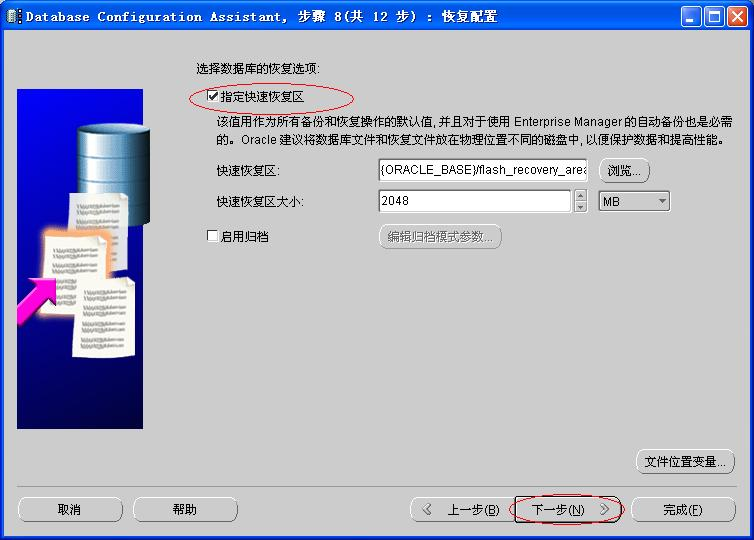 Database Configuration Assistant, 步骤 8(共 12 步) : 恢复配置
选择数据库的恢复选项:
指定快速恢复区
该值用作为所有备份和恢复操作的默认值, 并且对于使用 Enterprise Manager 的自动备份也是必需
的。Oracle 建议将数据库文件和恢复文件放在物理位置不同的磁盘中, 以便保护数据和提高性能。
快速恢复区: {ORACLE_BASE}/flash_recovery_area 浏览...
快速恢复区大小: 2048 MB
启用归档 编辑归档模式参数...
文件位置变量...
取消 帮助 上一步(B) 下一步(N) 完成(F)